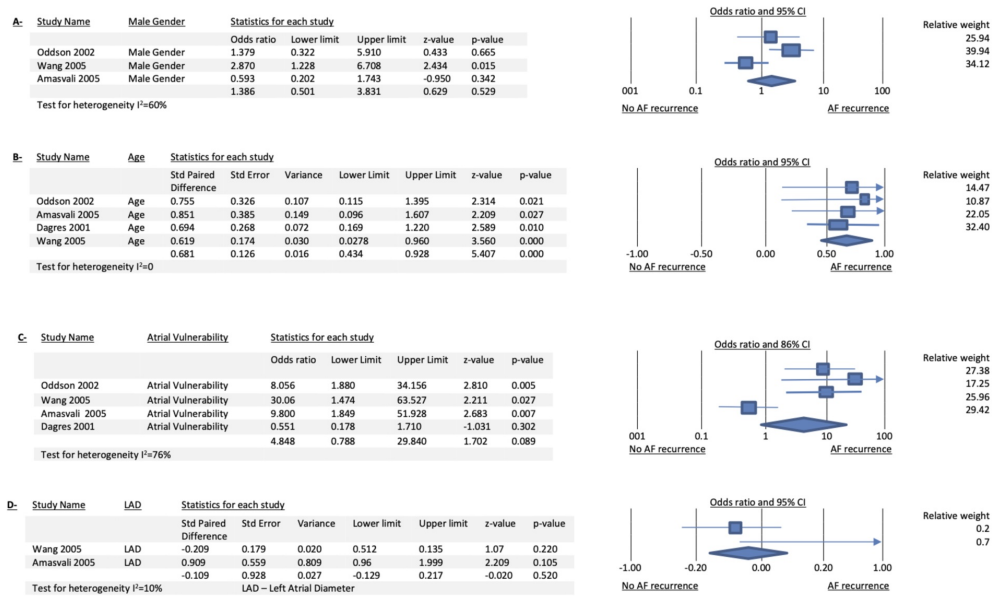 A- Study Name Male Gender Statistics for each study Odds ratio and 95% CI
Relative weight
Odds ratio Lower limit Upper limit z-value p-value
25.94
Oddson 2002 Male Gender 1.379 0.322 5.910 0.433 0.665
39.94
Wang 2005 Male Gender 2.870 1.228 6.708 2.434 0.015
34.12
Amasvali 2005 Male Gender 0.593 0.202 1.743 -0.950 0.342
1.386 0.501 3.831 0.629 0.529
001 0.1 1 10 100
Test for heterogeneity I²=60%
No AF recurrence AF recurrence
B- Study Name Age Statistics for each study Odds ratio and 95% CI
Relative weight
Std Paired Difference Std Error Variance Lower Limit Upper Limit z-value p-value
14.47
10.87
Oddson 2002 Age 0.755 0.326 0.107 0.115 1.395 2.314 0.021
22.05
Amasvali 2005 Age 0.851 0.385 0.149 0.096 1.607 2.209 0.027
32.40
Dagres 2001 Age 0.694 0.268 0.072 0.169 1.220 2.589 0.010
Wang 2005 Age 0.619 0.174 0.030 0.0278 0.960 3.560 0.000
0.681 0.126 0.016 0.434 0.928 5.407 0.000
-1.00 -0.50 0.00 0.50 1.00
Test for heterogeneity I²=0
No AF recurrence AF recurrence
C- Study Name Atrial Vulnerability Statistics for each study Odds ratio and 86% CI
Relative weight
Odds ratio Lower Limit Upper Limit z-value p-value
27.38
17.25
Oddson 2002 Atrial Vulnerability 8.056 1.880 34.156 2.810 0.005
25.96
Wang 2005 Atrial Vulnerability 30.06 1.474 63.527 2.211 0.027
29.42
Amasvali 2005 Atrial Vulnerability 9.800 1.849 51.928 2.683 0.007
Dagres 2001 Atrial Vulnerability 0.551 0.178 1.710 -1.031 0.302
4.848 0.788 29.840 1.702 0.089
001 0.1 1 10 100
Test for heterogeneity I²=76%
No AF recurrence AF recurrence
D- Study Name LAD Statistics for each study Odds ratio and 95% CI
Relative weight
Std Paired Difference Std Error Variance Lower limit Upper limit z-value p-value
0.2
0.7
Wang 2005 LAD -0.209 0.179 0.020 0.512 0.135 1.07 0.220
Amasvali 2005 LAD 0.909 0.559 0.809 0.96 1.999 2.209 0.105
-0.109 0.928 0.027 -0.129 0.217 -0.020 0.520
-1.00 -0.20 0.00 0.20 1.00
Test for heterogeneity I²=10% LAD – Left Atrial Diameter
No AF recurrence AF recurrence